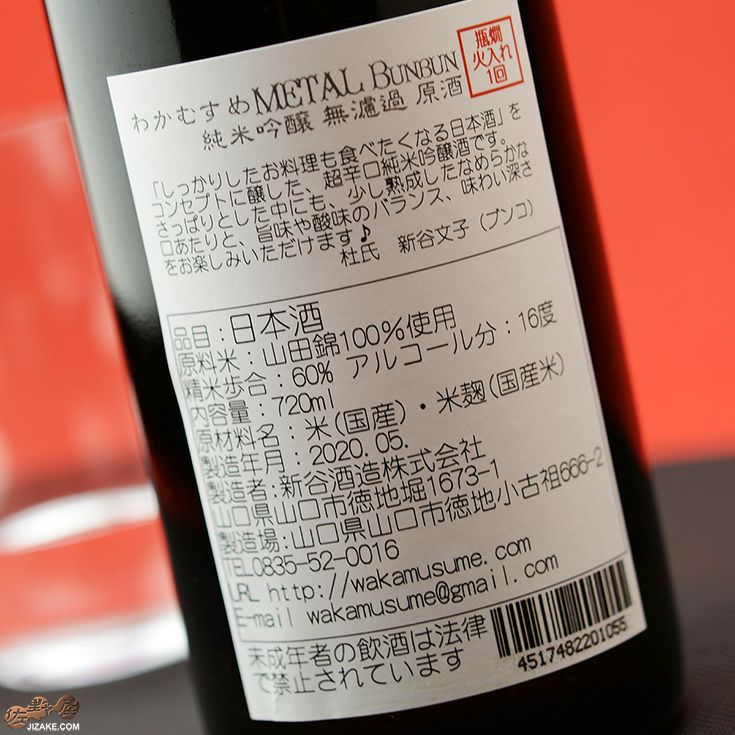 わかむすめMETAL BUNBUN
純米吟醸 無濾過 原酒
瓶燗
火入れ
1回
「しっかりしたお料理も食べたくなる日本酒」を
コンセプトに醸した、超辛口純米吟醸酒です。
さっぱりとした中にも、少し熟成したなめらかな
口あたりと、旨味や酸味のバランス、味わい深さ
をお楽しみいただけます♪
杜氏 新谷文子（ブンコ）
品目：日本酒
原料米：山田錦100%使用
精米歩合：60% アルコール分：16度
内容量：720ml
原材料名：米(国産)・米麹(国産米)
製造年月：2020.05.
製造者：新谷酒造株式会社
山口県山口市徳地堀1673-1
製造場：山口県山口市徳地小古祖666-2
TEL0835-52-0016
URL http://wakamusume.com
E-mail wakamusume@gmail.com
未成年者の飲酒は法律
で禁止されています
4517482201055
佐野屋
JIZAKE.COM